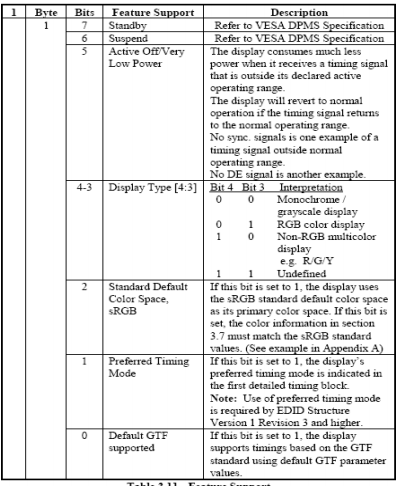 1 Byte Bits Feature Support Description
1 7 Standby Refer to VESA DPMS Specification
6 Suspend Refer to VESA DPMS Specification
5 Active Off/Very Low Power The display consumes much less
power when it receives a timing signal
that is outside its declared active
operating range.
The display will revert to normal
operation if the timing signal returns
to the normal operating range.
No sync. signals is one example of a
timing signal outside normal
operating range.
No DE signal is another example.
4-3 Display Type [4:3] Bit 4 Bit 3 Interpretation
0 0 Monochrome /
grayscale display
0 1 RGB color display
1 0 Non-RGB multicolor
display
e.g. R/G/Y
1 1 Undefined
2 Standard Default Color Space, sRGB If this bit is set to 1, the display uses
the sRGB standard default color space
as its primary color space. If this bit is
set, the color information in section
3.7 must match the sRGB standard
values. (See example in Appendix A)
1 Preferred Timing Mode If this bit is set to 1, the display's
preferred timing mode is indicated in
the first detailed timing block.
Note: Use of preferred timing mode
is required by EDID Structure
Version 1 Revision 3 and higher.
0 Default GTF supported If this bit is set to 1, the display
supports timings based on the GTF
standard using default GTF parameter
values.
Table 3.11 - Feature Support